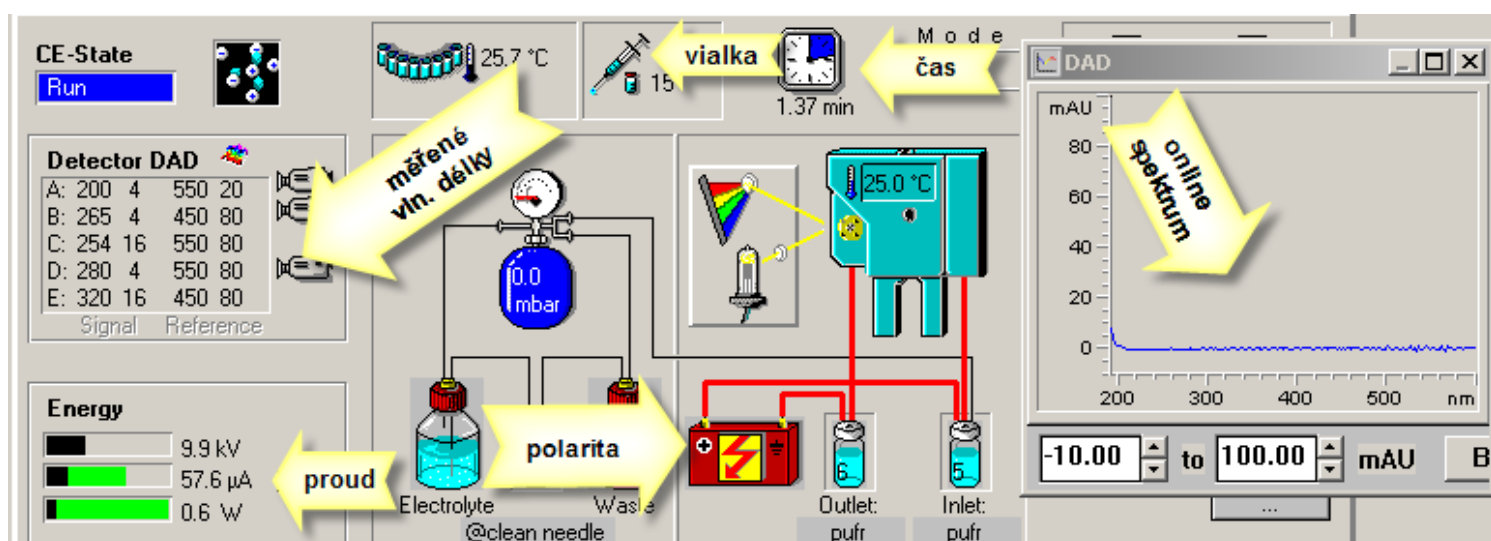 CE-State
Run
25.7 °C
15
vialka
1.37 min
čas
Mode
DAD
mAU
80
60
40
20
0
200 300 400 500 nm
online
spektrum
-10.00 to 100.00 mAU B
...
Detector DAD
A: 200 4 550 20
B: 265 4 450 80
C: 254 16 550 80
D: 280 4 550 80
E: 320 16 450 80
Signal Reference
měřené
vln. délky
0.0
mbar
25.0 °C
Energy
9.9 kV
57.6 µA
0.6 W
proud
polarita
Electrolyte
Waste
@clean needle
+
6
5
Outlet:
Inlet:
pufr
pufr